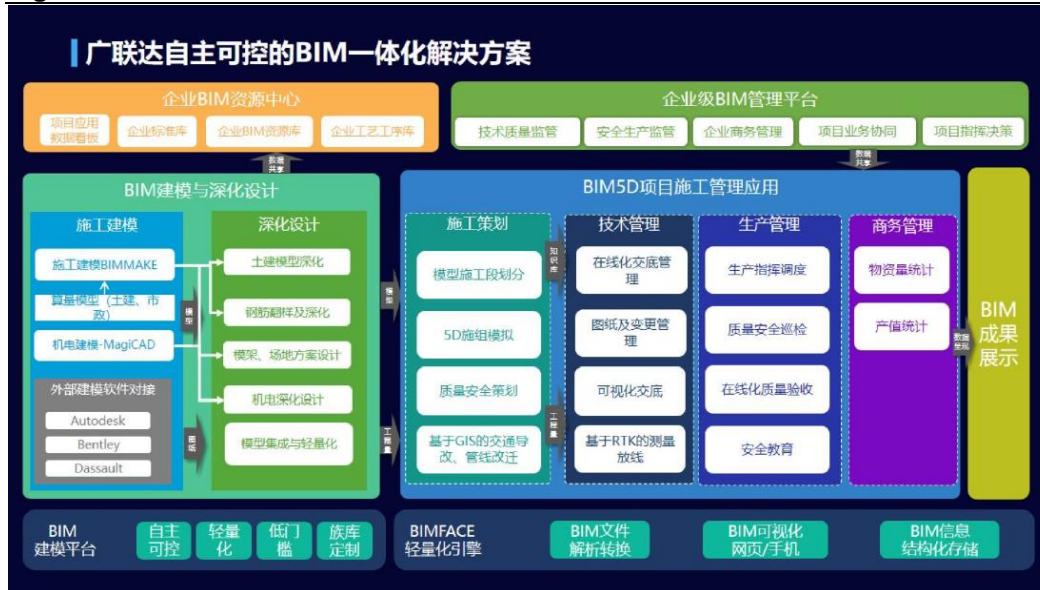 广联达自主可控的BIM一体化解决方案
企业BIM资源中心
项目应用
数据看板
企业标准库
企业BIM资源库
企业工艺工序库
企业级BIM管理平台
技术质量监管
安全生产监管
企业商务管理
项目业务协同
项目指挥决策
数据
共享
数据
共享
BIM建模与深化设计
施工建模
施工建模BIMMAKE
算量模型（土建、市
政）
机电建模-MagiCAD
外部建模软件对接
Autodesk
Bentley
Dassault
模型
图纸
深化设计
土建模型深化
钢筋翻样及深化
模架、场地方案设计
机电深化设计
模型集成与轻量化
模型
工程量
BIM5D项目施工管理应用
施工策划
模型施工段划分
5D施组模拟
质量安全策划
基于GIS的交通导
改、管线改迁
知识库
工程量
技术管理
在线化交底管
理
图纸及变更管
理
可视化交底
基于RTK的测量
放线
生产管理
生产指挥调度
质量安全巡检
在线化质量验收
安全教育
商务管理
物资量统计
产值统计
数据
呈现
BIM
成果
展示
BIM
建模平台
自主
可控
轻量
化
低门
槛
族库
定制
BIMFACE
轻量化引擎
BIM文件
解析转换
BIM可视化
网页/手机
BIM信息
结构化存储